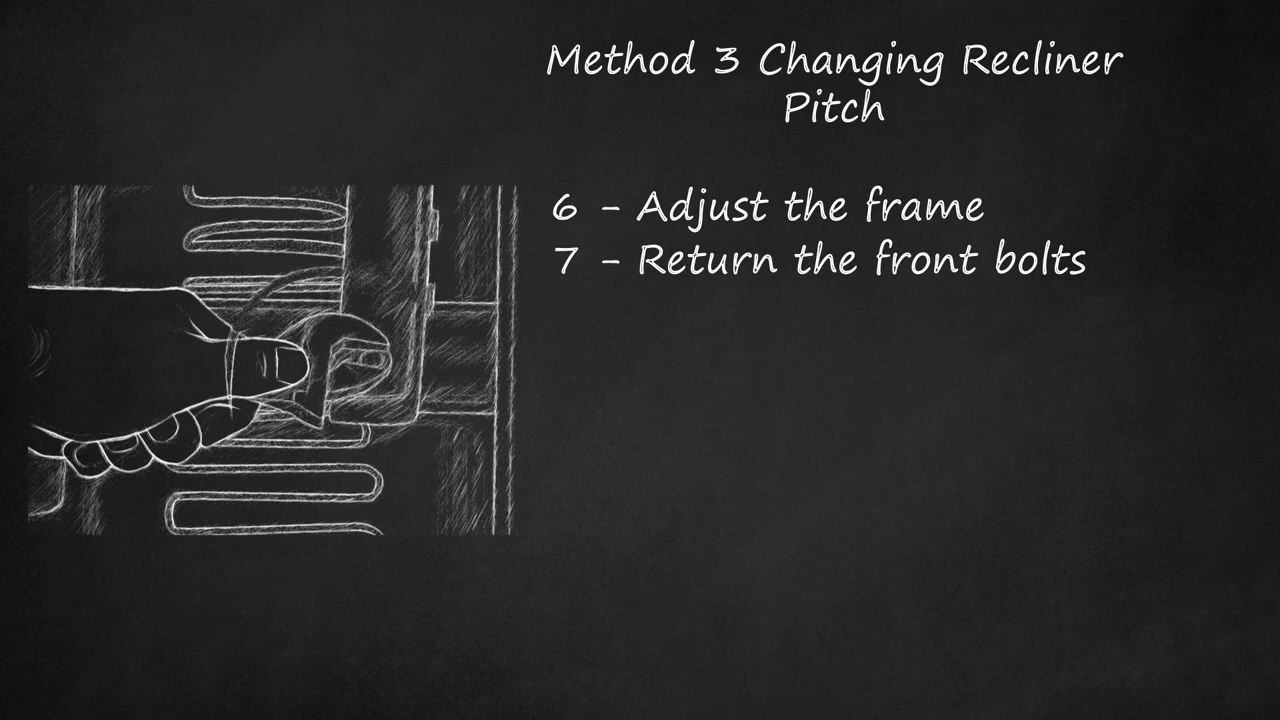 Method 3 Changing Recliner
Pitch
6 - Adjust the frame
7 - Return the front bolts